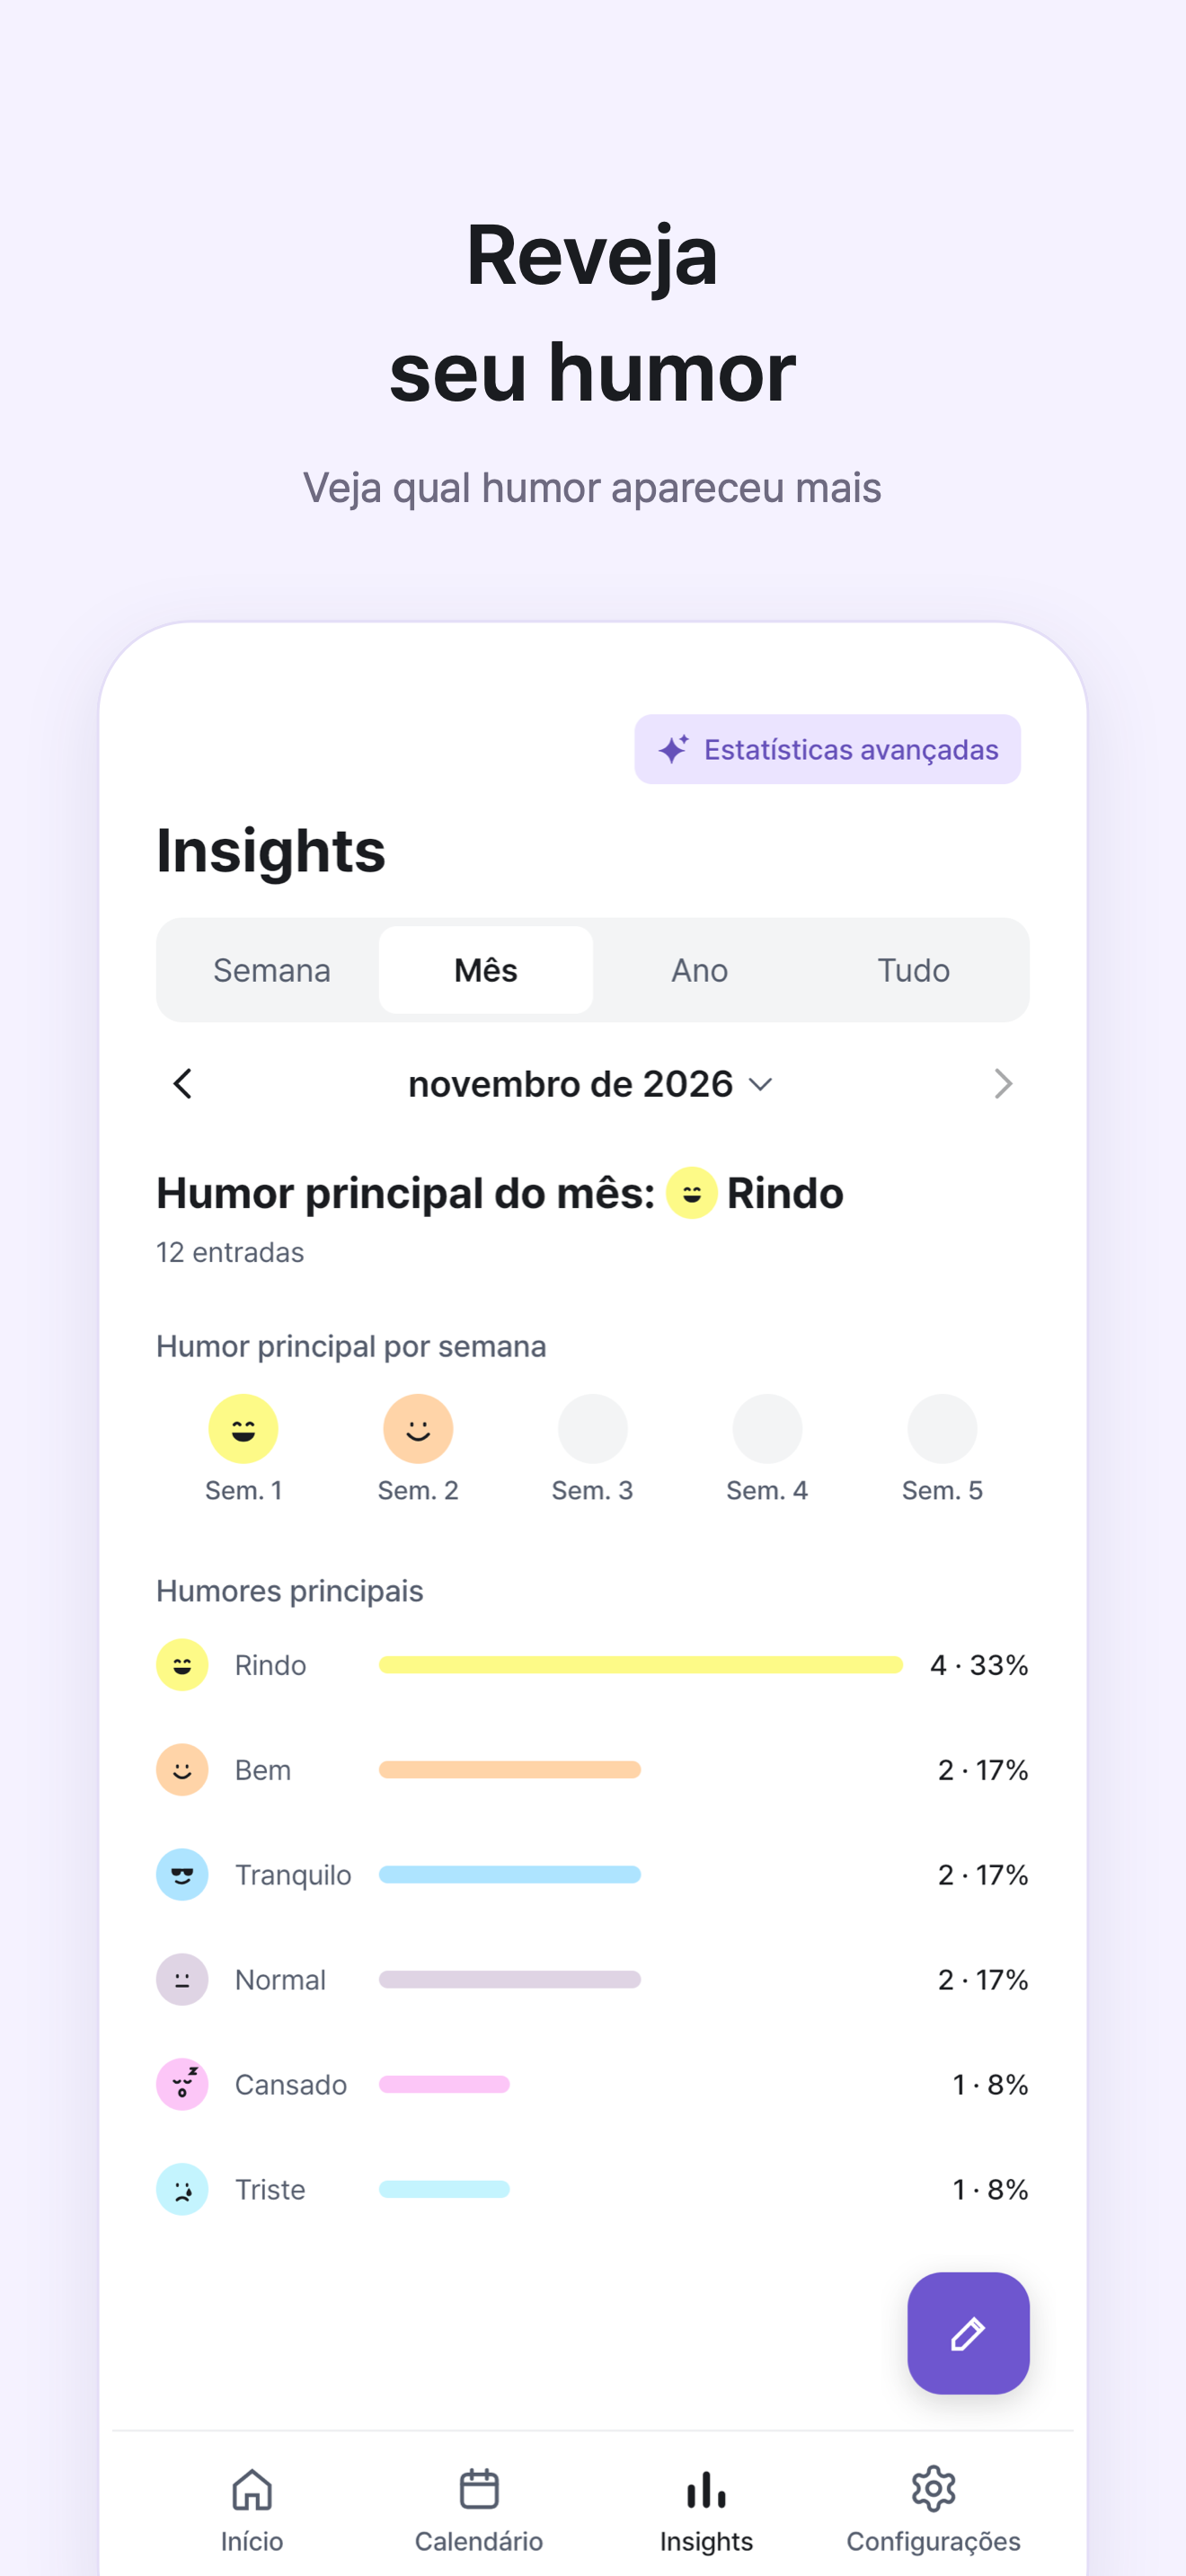 Reveja
seu humor
Veja qual humor apareceu mais
Estatísticas avançadas
Insights
Semana Mês Ano Tudo
novembro de 2026
Humor principal do mês: Rindo
12 entradas
Humor principal por semana
Sem. 1 Sem. 2 Sem. 3 Sem. 4 Sem. 5
Humores principais
Rindo 4 · 33%
Bem 2 · 17%
Tranquilo 2 · 17%
Normal 2 · 17%
Cansado 1 · 8%
Triste 1 · 8%
Início Calendário Insights Configurações